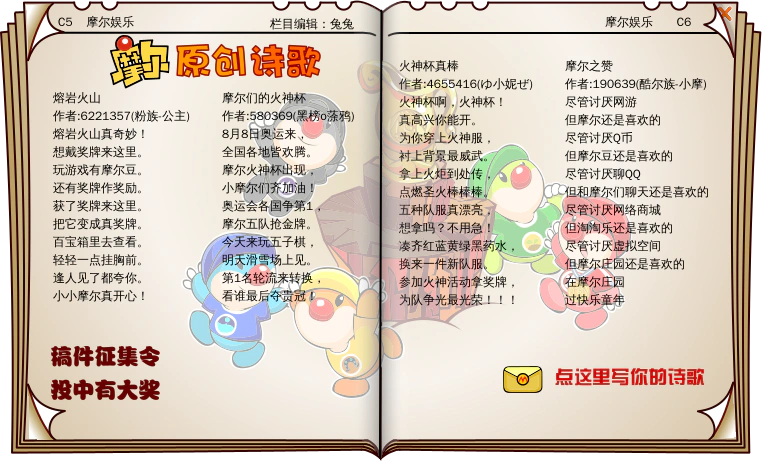 C5 摩尔娱乐
栏目编辑：兔兔
摩尔 原创诗歌
熔岩火山
作者:6221357(粉族-公主)
熔岩火山真奇妙！
想戴奖牌来这里。
玩游戏有摩尔豆。
还有奖牌作奖励。
获了奖牌来这里。
把它变成真奖牌。
百宝箱里去查看。
轻轻一点挂胸前。
逢人见了都夸你。
小小摩尔真开心！
摩尔们的火神杯
作者:580369(黑榜o藻鸦)
8月8日奥运来，
全国各地皆欢腾。
摩尔火神杯出现，
小摩尔们齐加油！
奥运会各国争第1，
摩尔五队抢金牌。
今天来玩五子棋，
明天滑雪场上见。
第1名轮流来转换，
看谁最后夺贵冠！
稿件征集令
投中有大奖
摩尔娱乐 C6
火神杯真棒
作者:4655416(ゆ小妮ぜ)
火神杯啊，火神杯！
真高兴你能开。
为你穿上火神服，
衬上背景最威武。
拿上火炬到处传，
点燃圣火棒棒棒。
五种队服真漂亮，
想拿吗？不用急！
凑齐红蓝黄绿黑药水，
换来一件新队服。
参加火神活动拿奖牌，
为队争光最光荣！！！
摩尔之赞
作者:190639(酷尔族-小摩)
尽管讨厌网游
但摩尔还是喜欢的
尽管讨厌Q币
但摩尔豆还是喜欢的
尽管讨厌聊QQ
但和摩尔们聊天还是喜欢的
尽管讨厌网络商城
但淘淘乐还是喜欢的
尽管讨厌虚拟空间
但摩尔庄园还是喜欢的
在摩尔庄园
过快乐童年
点这里写你的诗歌